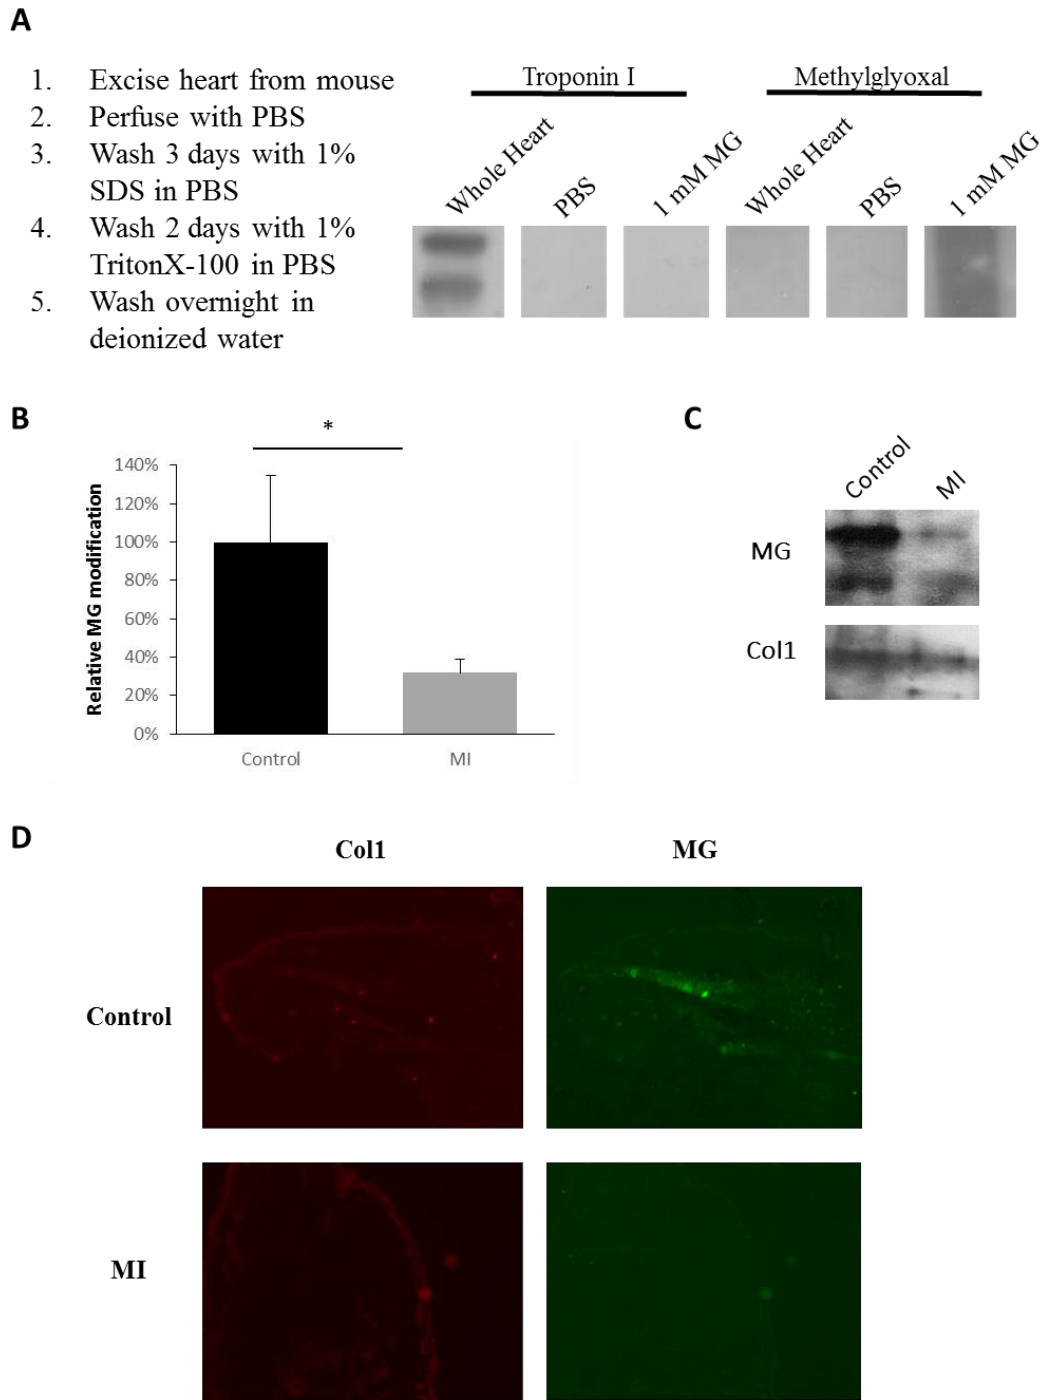 A
1. Excise heart from mouse
2. Perfuse with PBS
3. Wash 3 days with 1%
SDS in PBS
4. Wash 2 days with 1%
TritonX-100 in PBS
5. Wash overnight in
deionized water
Troponin I
Methylglyoxal
Whole Heart
PBS
1 mM MG
Whole Heart
PBS
1 mM MG
B
*
Relative MG modification
140%
120%
100%
80%
60%
40%
20%
0%
Control
MI
C
Control
MI
MG
Col1
D
Col1
MG
Control
MI